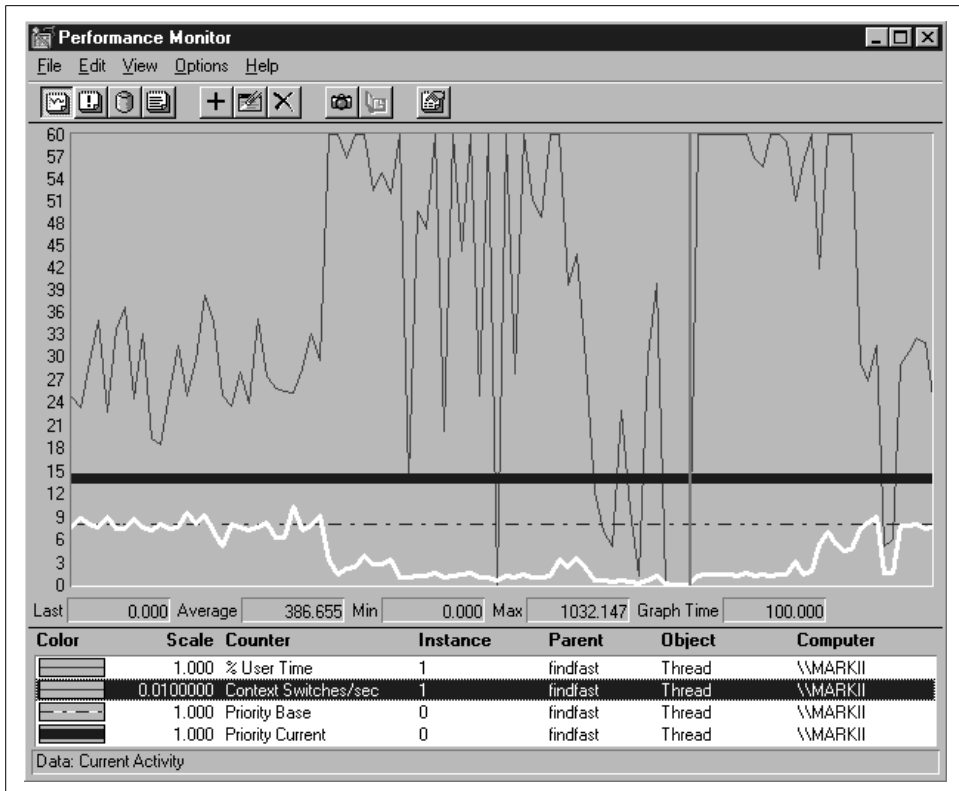 Performance Monitor
File Edit View Options Help
60
57
54
51
48
45
42
39
36
33
30
27
24
21
18
15
12
9
6
3
0
Last 0.000 Average 386.655 Min 0.000 Max 1032.147 Graph Time 100.000
Color Scale Counter Instance Parent Object Computer
1.000 % User Time 1 findfast Thread \\MARKII
0.0100000 Context Switches/sec 1 findfast Thread \\MARKII
1.000 Priority Base 0 findfast Thread \\MARKII
1.000 Priority Current 0 findfast Thread \\MARKII
Data: Current Activity